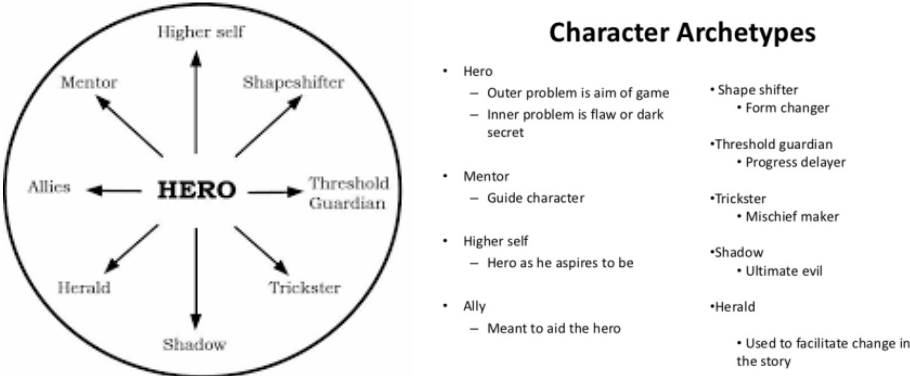 Higher self
Mentor
Shapeshifter
Allies
HERO
Threshold
Guardian
Herald
Trickster
Shadow
Character Archetypes
• Hero
– Outer problem is aim of game
– Inner problem is flaw or dark
secret
• Mentor
– Guide character
• Higher self
– Hero as he aspires to be
• Ally
– Meant to aid the hero
• Shape shifter
• Form changer
•Threshold guardian
• Progress delayer
•Trickster
• Mischief maker
•Shadow
• Ultimate evil
•Herald
• Used to facilitate change in
the story